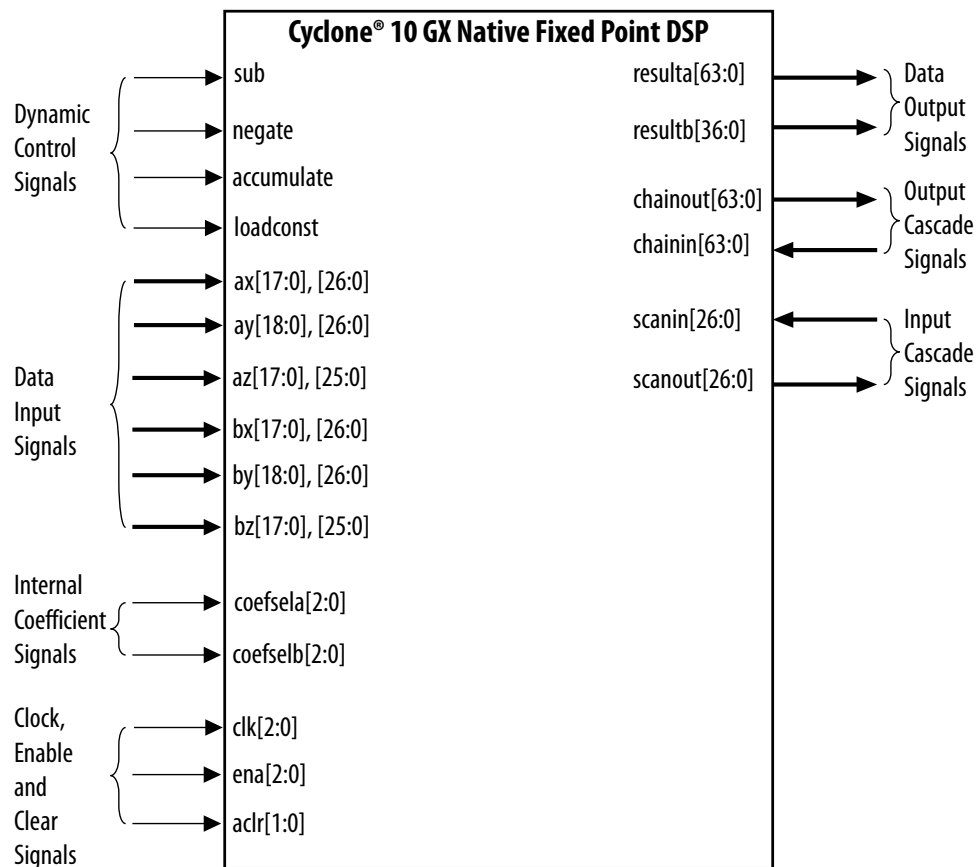 Cyclone® 10 GX Native Fixed Point DSP
Dynamic
Control
Signals
sub
negate
accumulate
loadconst
Data
Input
Signals
ax[17:0], [26:0]
ay[18:0], [26:0]
az[17:0], [25:0]
bx[17:0], [26:0]
by[18:0], [26:0]
bz[17:0], [25:0]
Internal
Coefficient
Signals
coefsela[2:0]
coefselb[2:0]
Clock,
Enable
and
Clear
Signals
clk[2:0]
ena[2:0]
aclr[1:0]
resulta[63:0]
resultb[36:0]
Data
Output
Signals
chainout[63:0]
chainin[63:0]
Output
Cascade
Signals
scanin[26:0]
scanout[26:0]
Input
Cascade
Signals